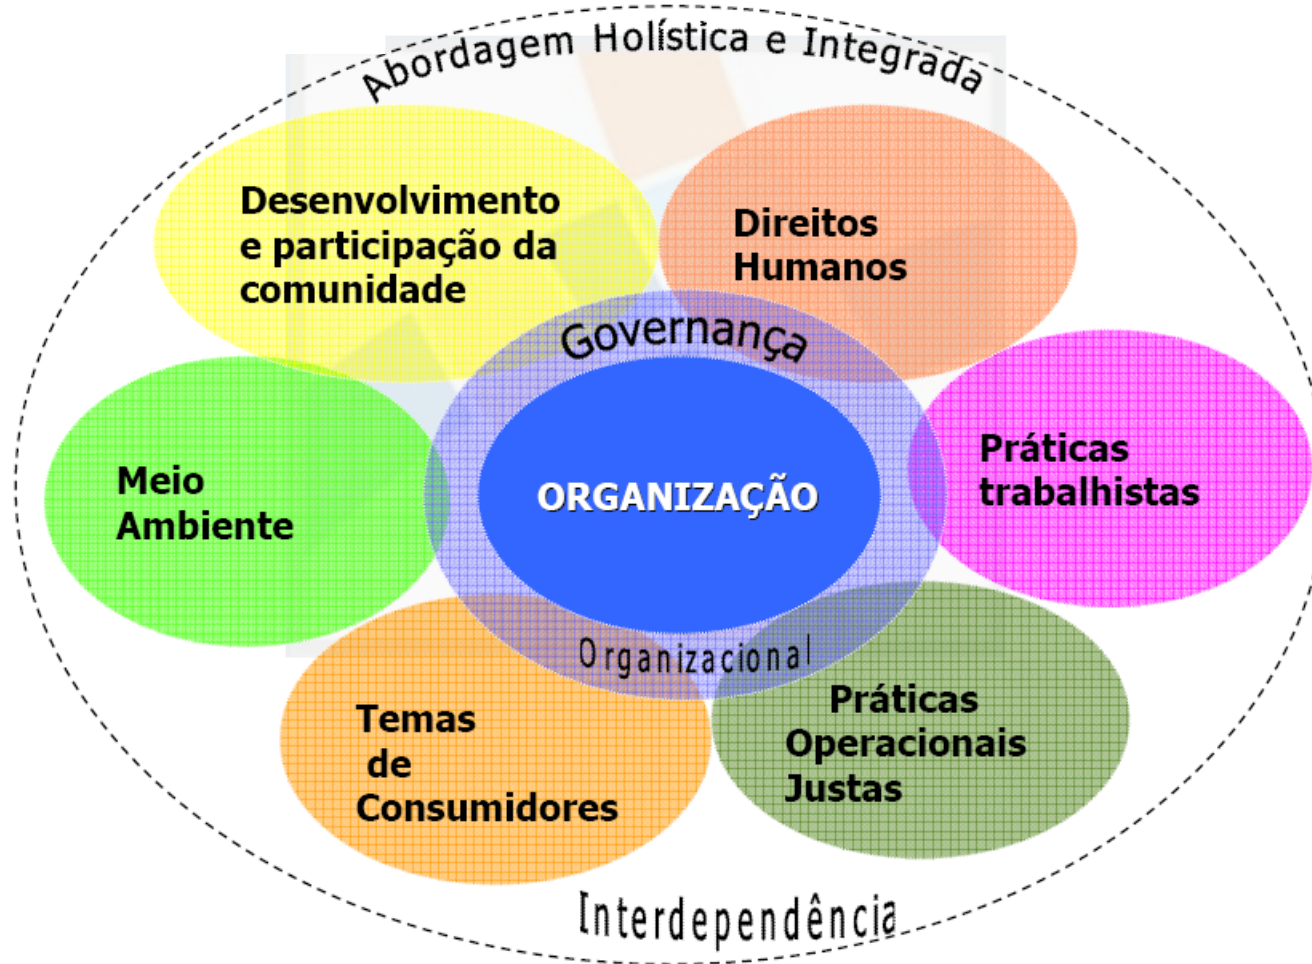 Abordagem Holística e Integrada
Desenvolvimento
e participação da
comunidade
Direitos
Humanos
Governança
Meio
Ambiente
ORGANIZAÇÃO
Práticas
trabalhistas
Organizacional
Temas
de
Consumidores
Práticas
Operacionais
Justas
Interdependência